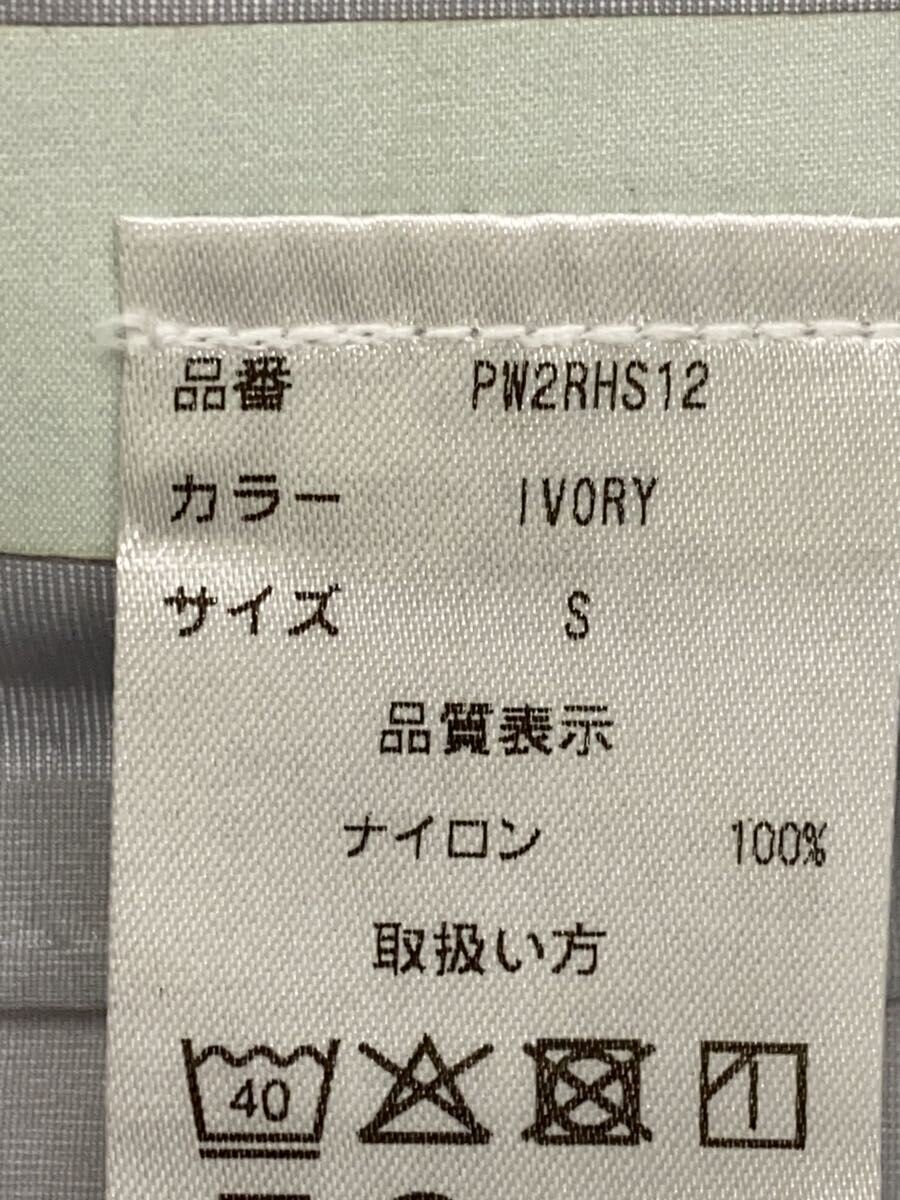 品番 PW2RHS12
カラー IVORY
サイズ S
品質表示
ナイロン 100%
取扱い方
40